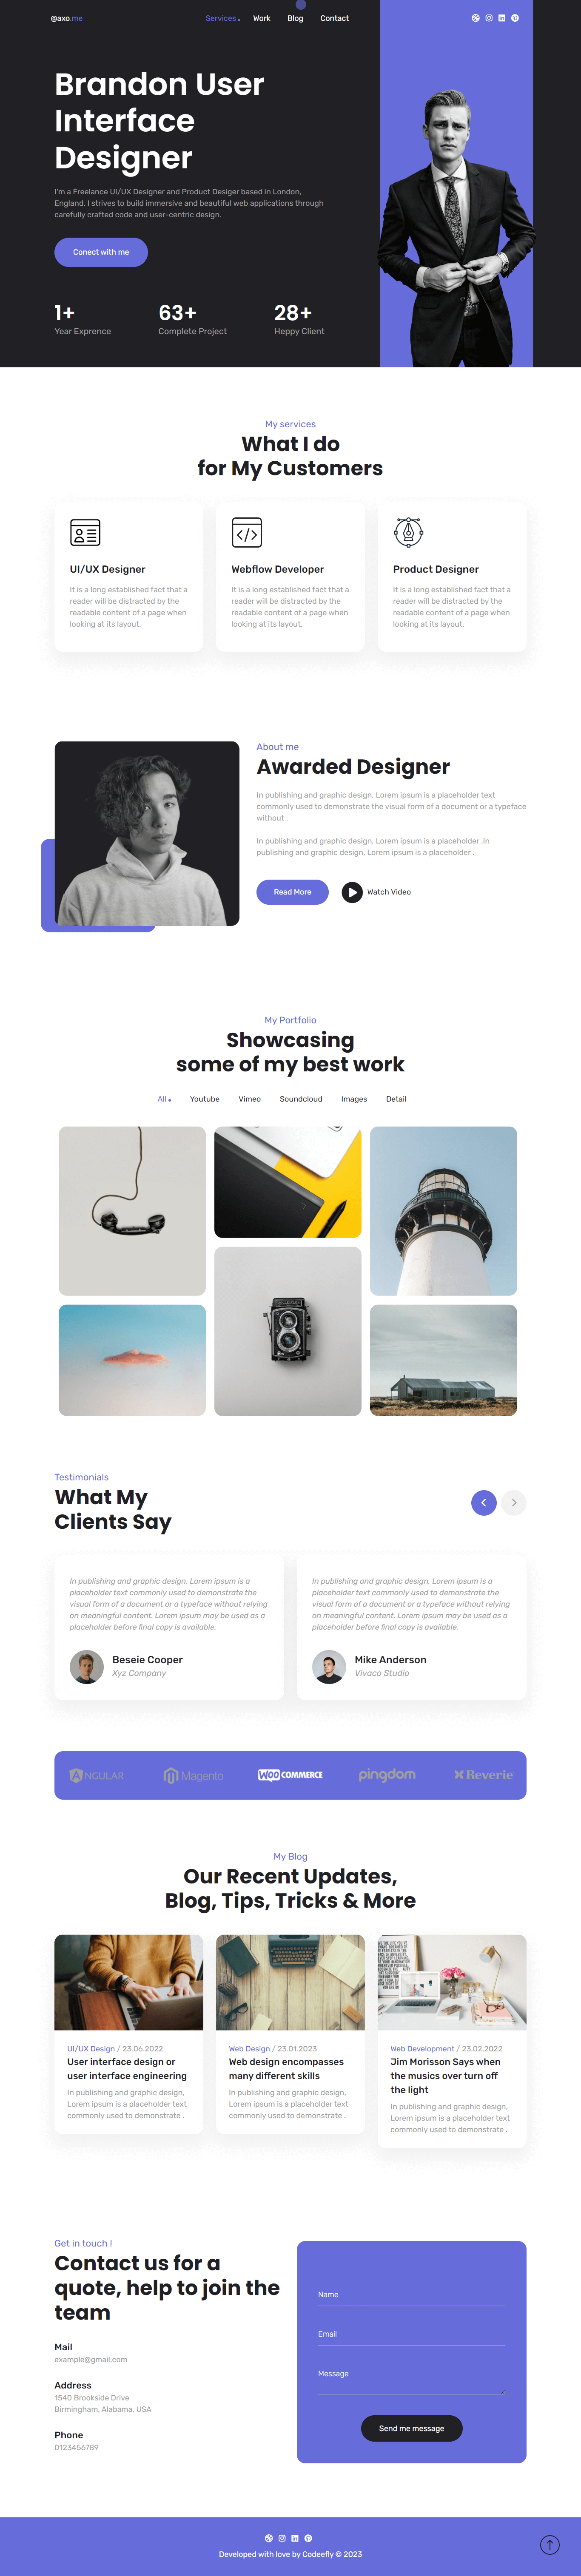 @axo.me
Services
Work
Blog
Contact
Brandon User
Interface
Designer
I'm a Freelance UI/UX Designer and Product Desiger based in London,
England. I strives to build immersive and beautiful web applications through
carefully crafted code and user-centric design.
Conect with me
1+
63+
28+
Year Exprence
Complete Project
Heppy Client
My services
What I do
for My Customers
UI/UX Designer
It is a long established fact that a
reader will be distracted by the
readable content of a page when
looking at its layout.
Webflow Developer
It is a long established fact that a
reader will be distracted by the
readable content of a page when
looking at its layout.
Product Designer
It is a long established fact that a
reader will be distracted by the
readable content of a page when
looking at its layout.
About me
Awarded Designer
In publishing and graphic design, Lorem ipsum is a placeholder text
commonly used to demonstrate the visual form of a document or a typeface
without .
In publishing and graphic design, Lorem ipsum is a placeholder .In
publishing and graphic design, Lorem ipsum is a placeholder .
Read More
Watch Video
My Portfolio
Showcasing
some of my best work
All
Youtube
Vimeo
Soundcloud
Images
Detail
Testimonials
What My
Clients Say
In publishing and graphic design, Lorem ipsum is a
placeholder text commonly used to demonstrate the
visual form of a document or a typeface without relying
on meaningful content. Lorem ipsum may be used as a
placeholder before final copy is available.
Beseie Cooper
Xyz Company
In publishing and graphic design, Lorem ipsum is a
placeholder text commonly used to demonstrate the
visual form of a document or a typeface without relying
on meaningful content. Lorem ipsum may be used as a
placeholder before final copy is available.
Mike Anderson
Vivaco Studio
ANGULAR
Magento
WOO COMMERCE
pingdom
Reverie
My Blog
Our Recent Updates,
Blog, Tips, Tricks & More
UI/UX Design / 23.06.2022
User interface design or
user interface engineering
In publishing and graphic design,
Lorem ipsum is a placeholder text
commonly used to demonstrate .
Web Design / 23.01.2023
Web design encompasses
many different skills
In publishing and graphic design,
Lorem ipsum is a placeholder text
commonly used to demonstrate .
Web Development / 23.02.2022
Jim Morisson Says when
the musics over turn off
the light
In publishing and graphic design,
Lorem ipsum is a placeholder text
commonly used to demonstrate .
Get in touch !
Contact us for a
quote, help to join the
team
Mail
example@gmail.com
Address
1540 Brookside Drive
Birmingham, Alabama. USA
Phone
0123456789
Name
Email
Message
Send me message
Developed with love by Codeefly © 2023